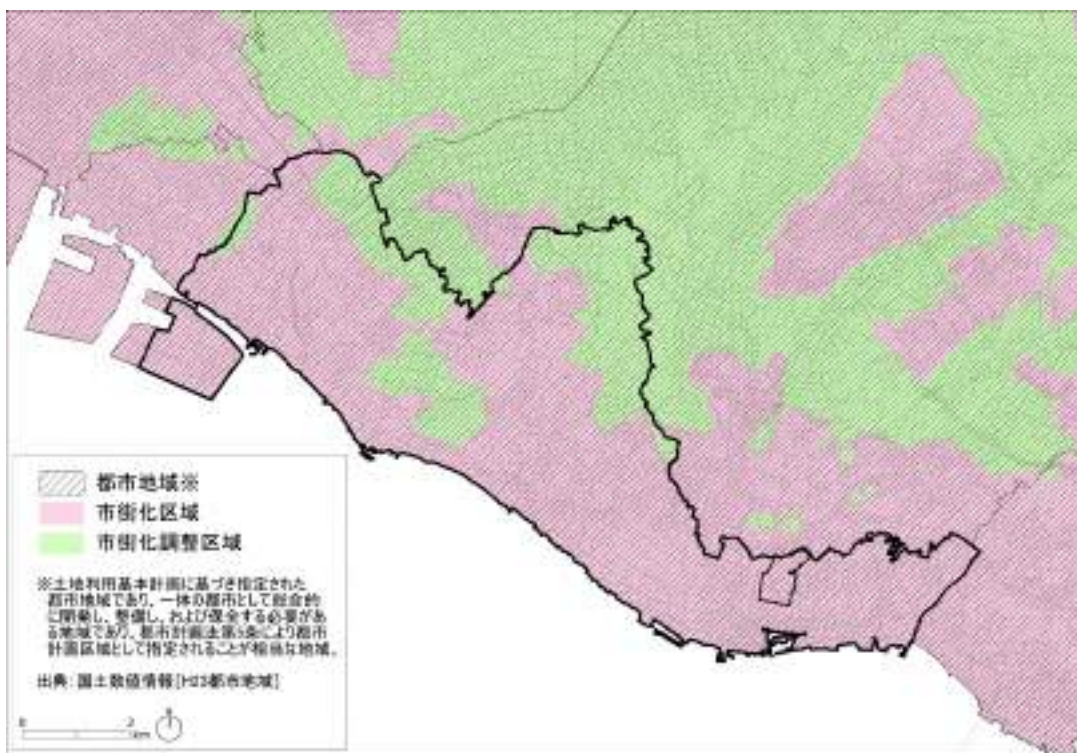 都市地域※
市街化区域
市街化調整区域
※土地利用基本計画に基づき指定された
都市地域であり、一体の都市として総合的
に開発し、整備し、および保全する必要があ
る地域であり、都市計画法第5条により都市
計画区域として指定されることが相当な地域。
出典:国土数値情報[H23都市地域]
0 2
km